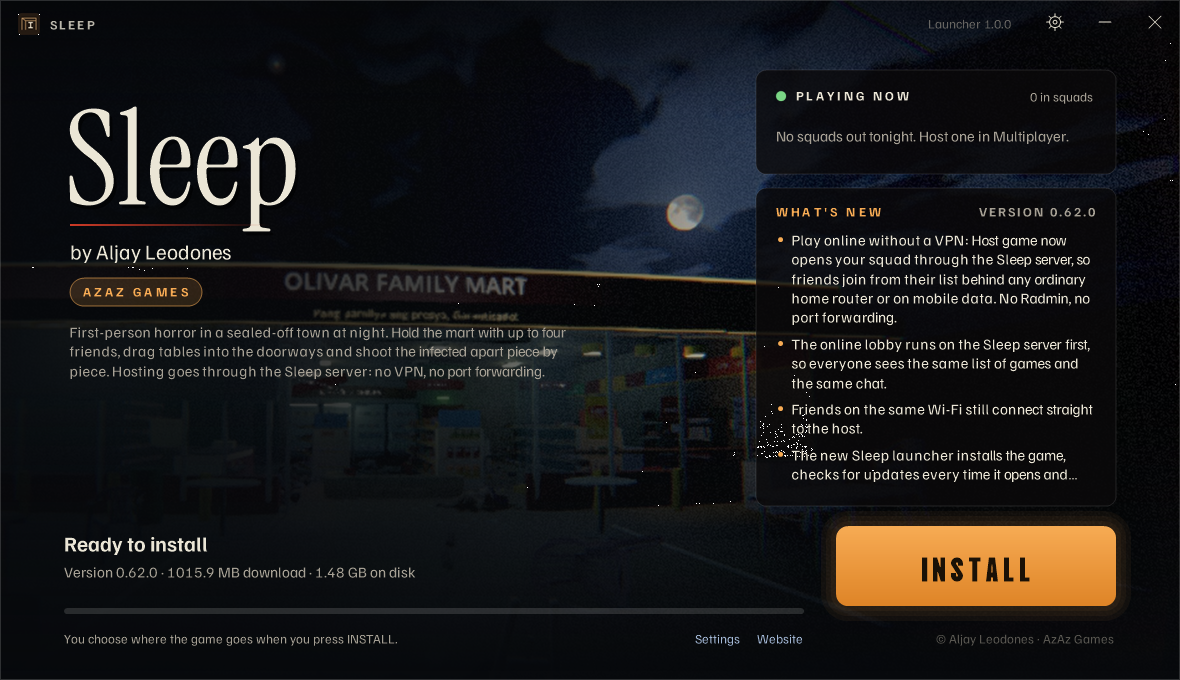 SLEEP
Launcher 1.0.0
Sleep
by Aljay Leodones
AZAZ GAMES
First-person horror in a sealed-off town at night. Hold the mart with up to four
friends, drag tables into the doorways and shoot the infected apart piece by
piece. Hosting goes through the Sleep server: no VPN, no port forwarding.
OLIVAR FAMILY MART
PLAYING NOW
0 in squads
No squads out tonight. Host one in Multiplayer.
WHAT'S NEW
VERSION 0.62.0
Play online without a VPN: Host game now
opens your squad through the Sleep server, so
friends join from their list behind any ordinary
home router or on mobile data. No Radmin, no
port forwarding.
The online lobby runs on the Sleep server first,
so everyone sees the same list of games and
the same chat.
Friends on the same Wi-Fi still connect straight
to the host.
The new Sleep launcher installs the game,
checks for updates every time it opens and...
Ready to install
Version 0.62.0 · 1015.9 MB download · 1.48 GB on disk
INSTALL
You choose where the game goes when you press INSTALL.
Settings
Website
© Aljay Leodones · AzAz Games